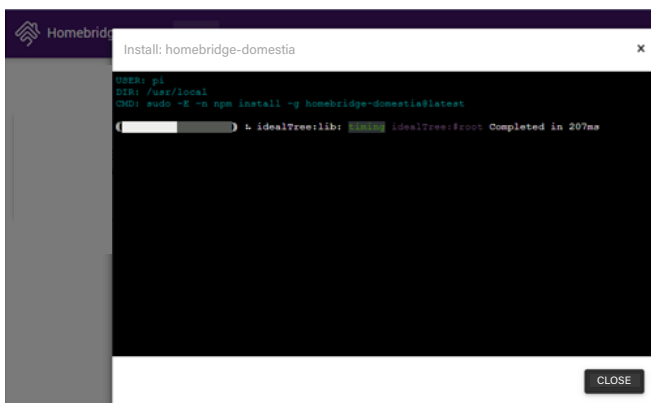 Homebridg
Install: homebridge-domestia
x
USER: pi
DIR: /usr/local
CMD: sudo -E -n npm install -g homebridge-domestia@latest
( ) ⠧ idealTree:lib: timing idealTree:#root Completed in 207ms
CLOSE